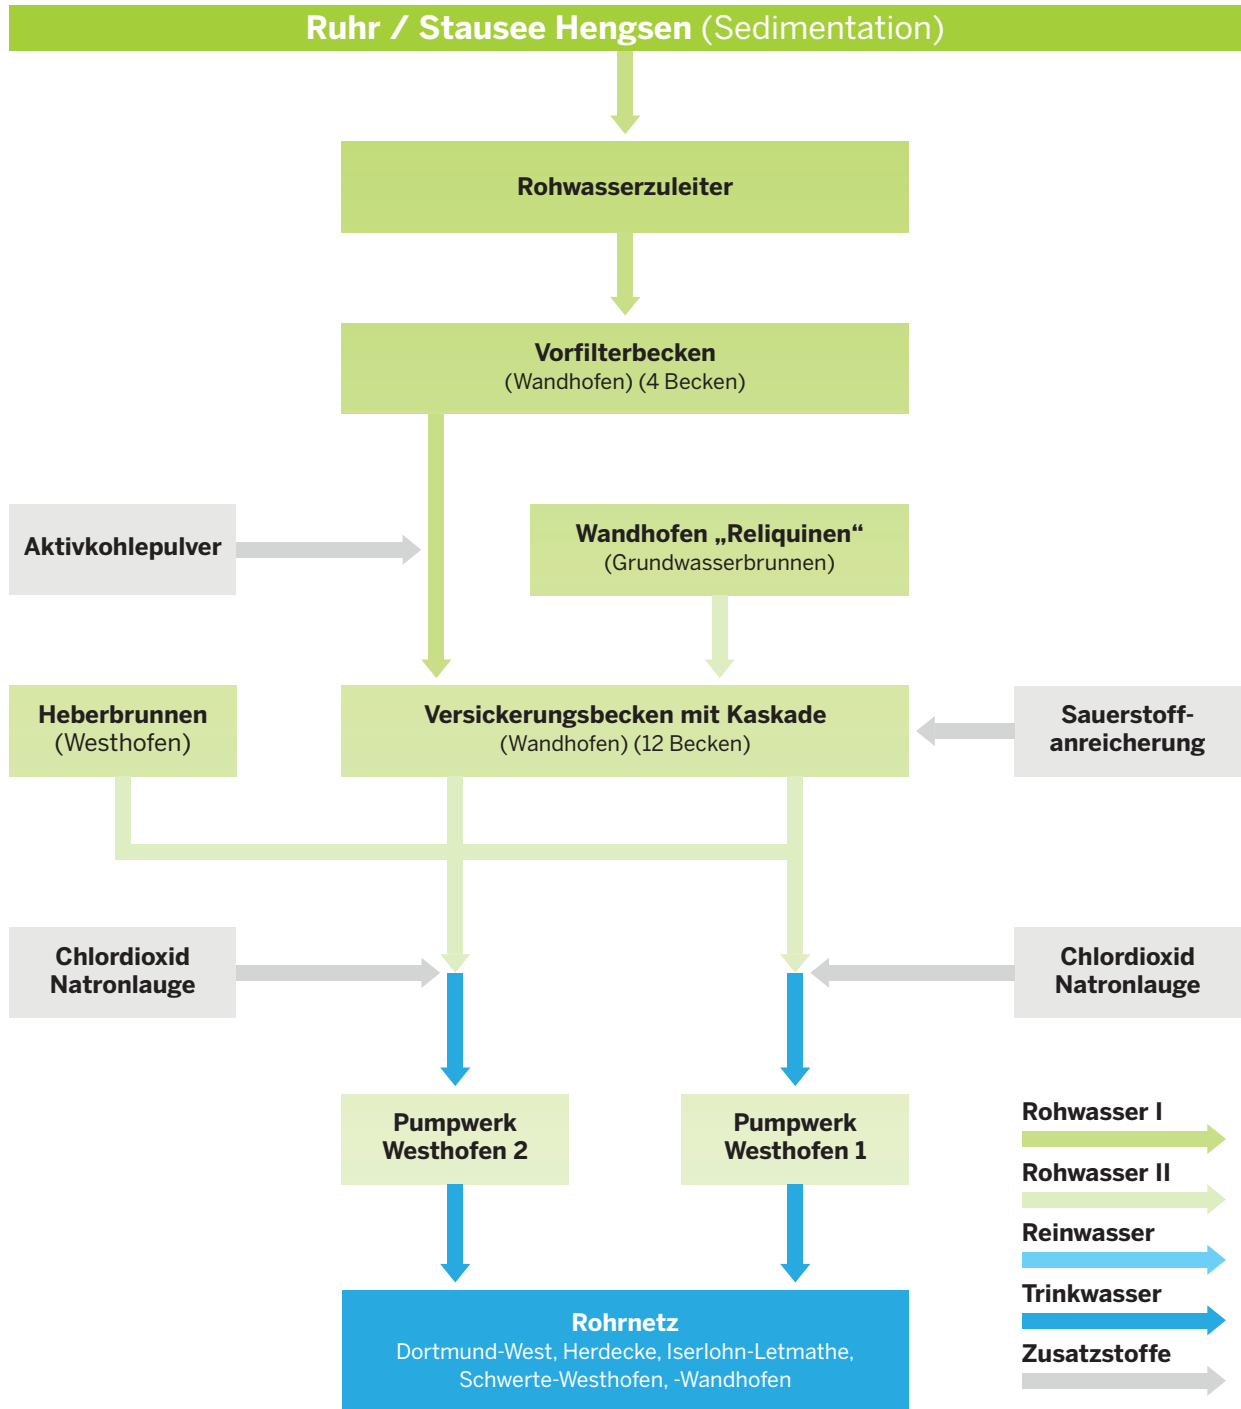 Ruhr / Stausee Hengsen (Sedimentation)
Rohwasserzuleiter
Vorfilterbecken
(Wandhofen) (4 Becken)
Aktivkohlepulver
Wandhofen „Reliquinen“
(Grundwasserbrunnen)
Heberbrunnen
(Westhofen)
Versickerungsbecken mit Kaskade
(Wandhofen) (12 Becken)
Sauerstoff-
anreicherung
Chlordioxid
Natronlauge
Chlordioxid
Natronlauge
Pumpwerk
Westhofen 2
Pumpwerk
Westhofen 1
Rohrnetz
Dortmund-West, Herdecke, Iserlohn-Letmathe,
Schwerte-Westhofen, -Wandhofen
Rohwasser I
Rohwasser II
Reinwasser
Trinkwasser
Zusatzstoffe